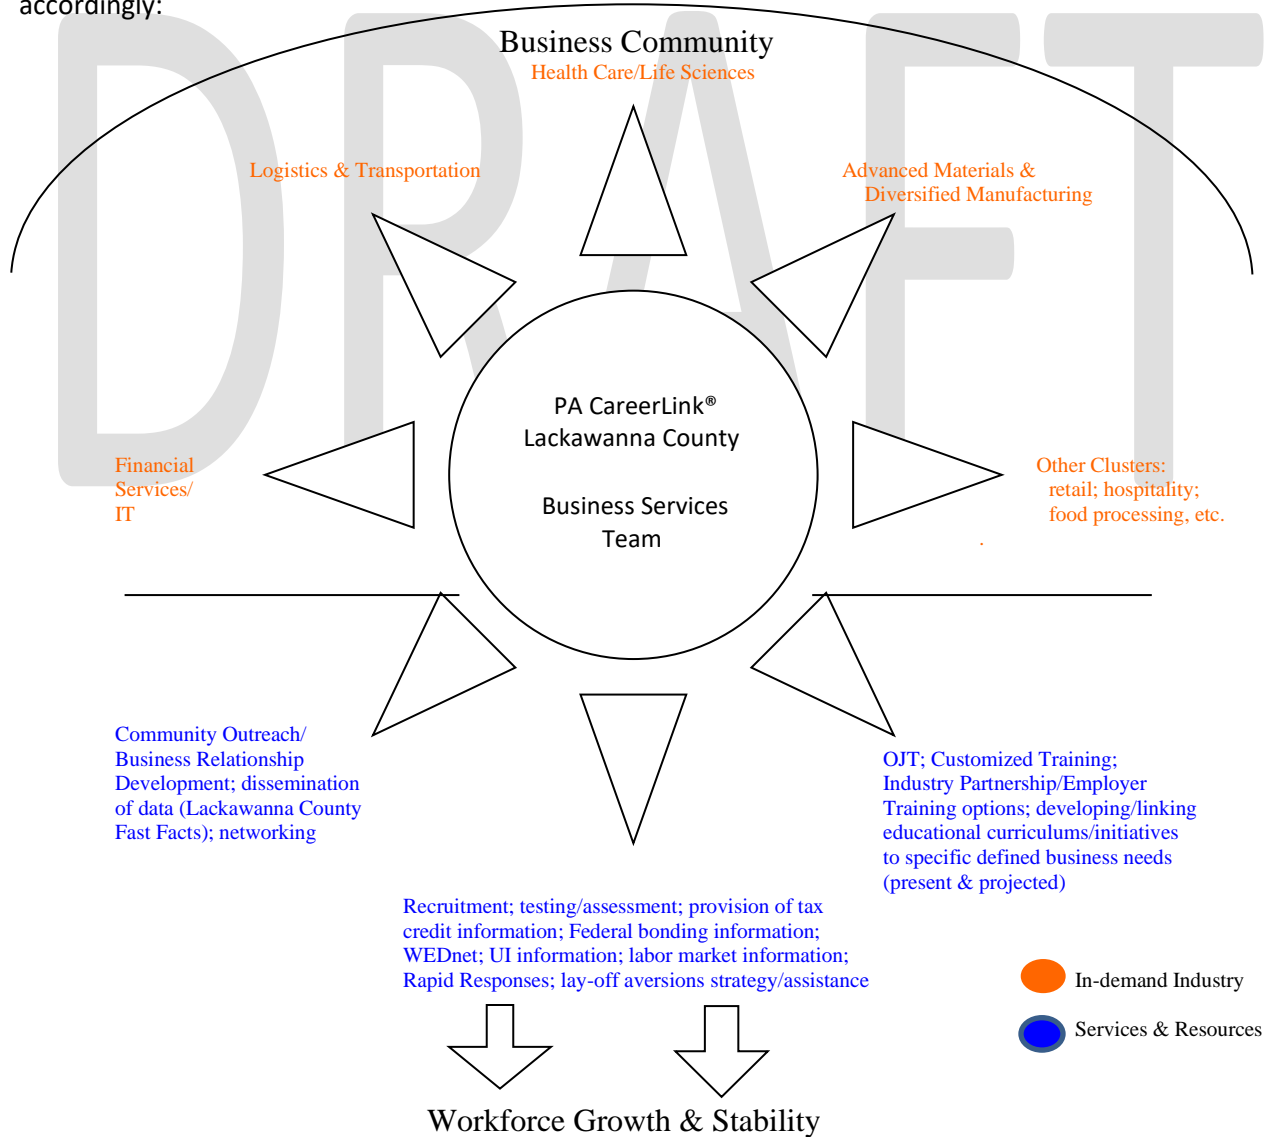 accordingly:
DRAFT
Business Community
Health Care/Life Sciences
Logistics & Transportation
Advanced Materials &
Diversified Manufacturing
PA CareerLink®
Lackawanna County
Business Services
Team
Financial
Services/
IT
Other Clusters:
retail; hospitality;
food processing, etc.
.
Community Outreach/
Business Relationship
Development; dissemination
of data (Lackawanna County
Fast Facts); networking
OJT; Customized Training;
Industry Partnership/Employer
Training options; developing/linking
educational curriculums/initiatives
to specific defined business needs
(present & projected)
Recruitment; testing/assessment; provision of tax
credit information; Federal bonding information;
WEDnet; UI information; labor market information;
Rapid Responses; lay-off aversions strategy/assistance
In-demand Industry
Services & Resources
Workforce Growth & Stability